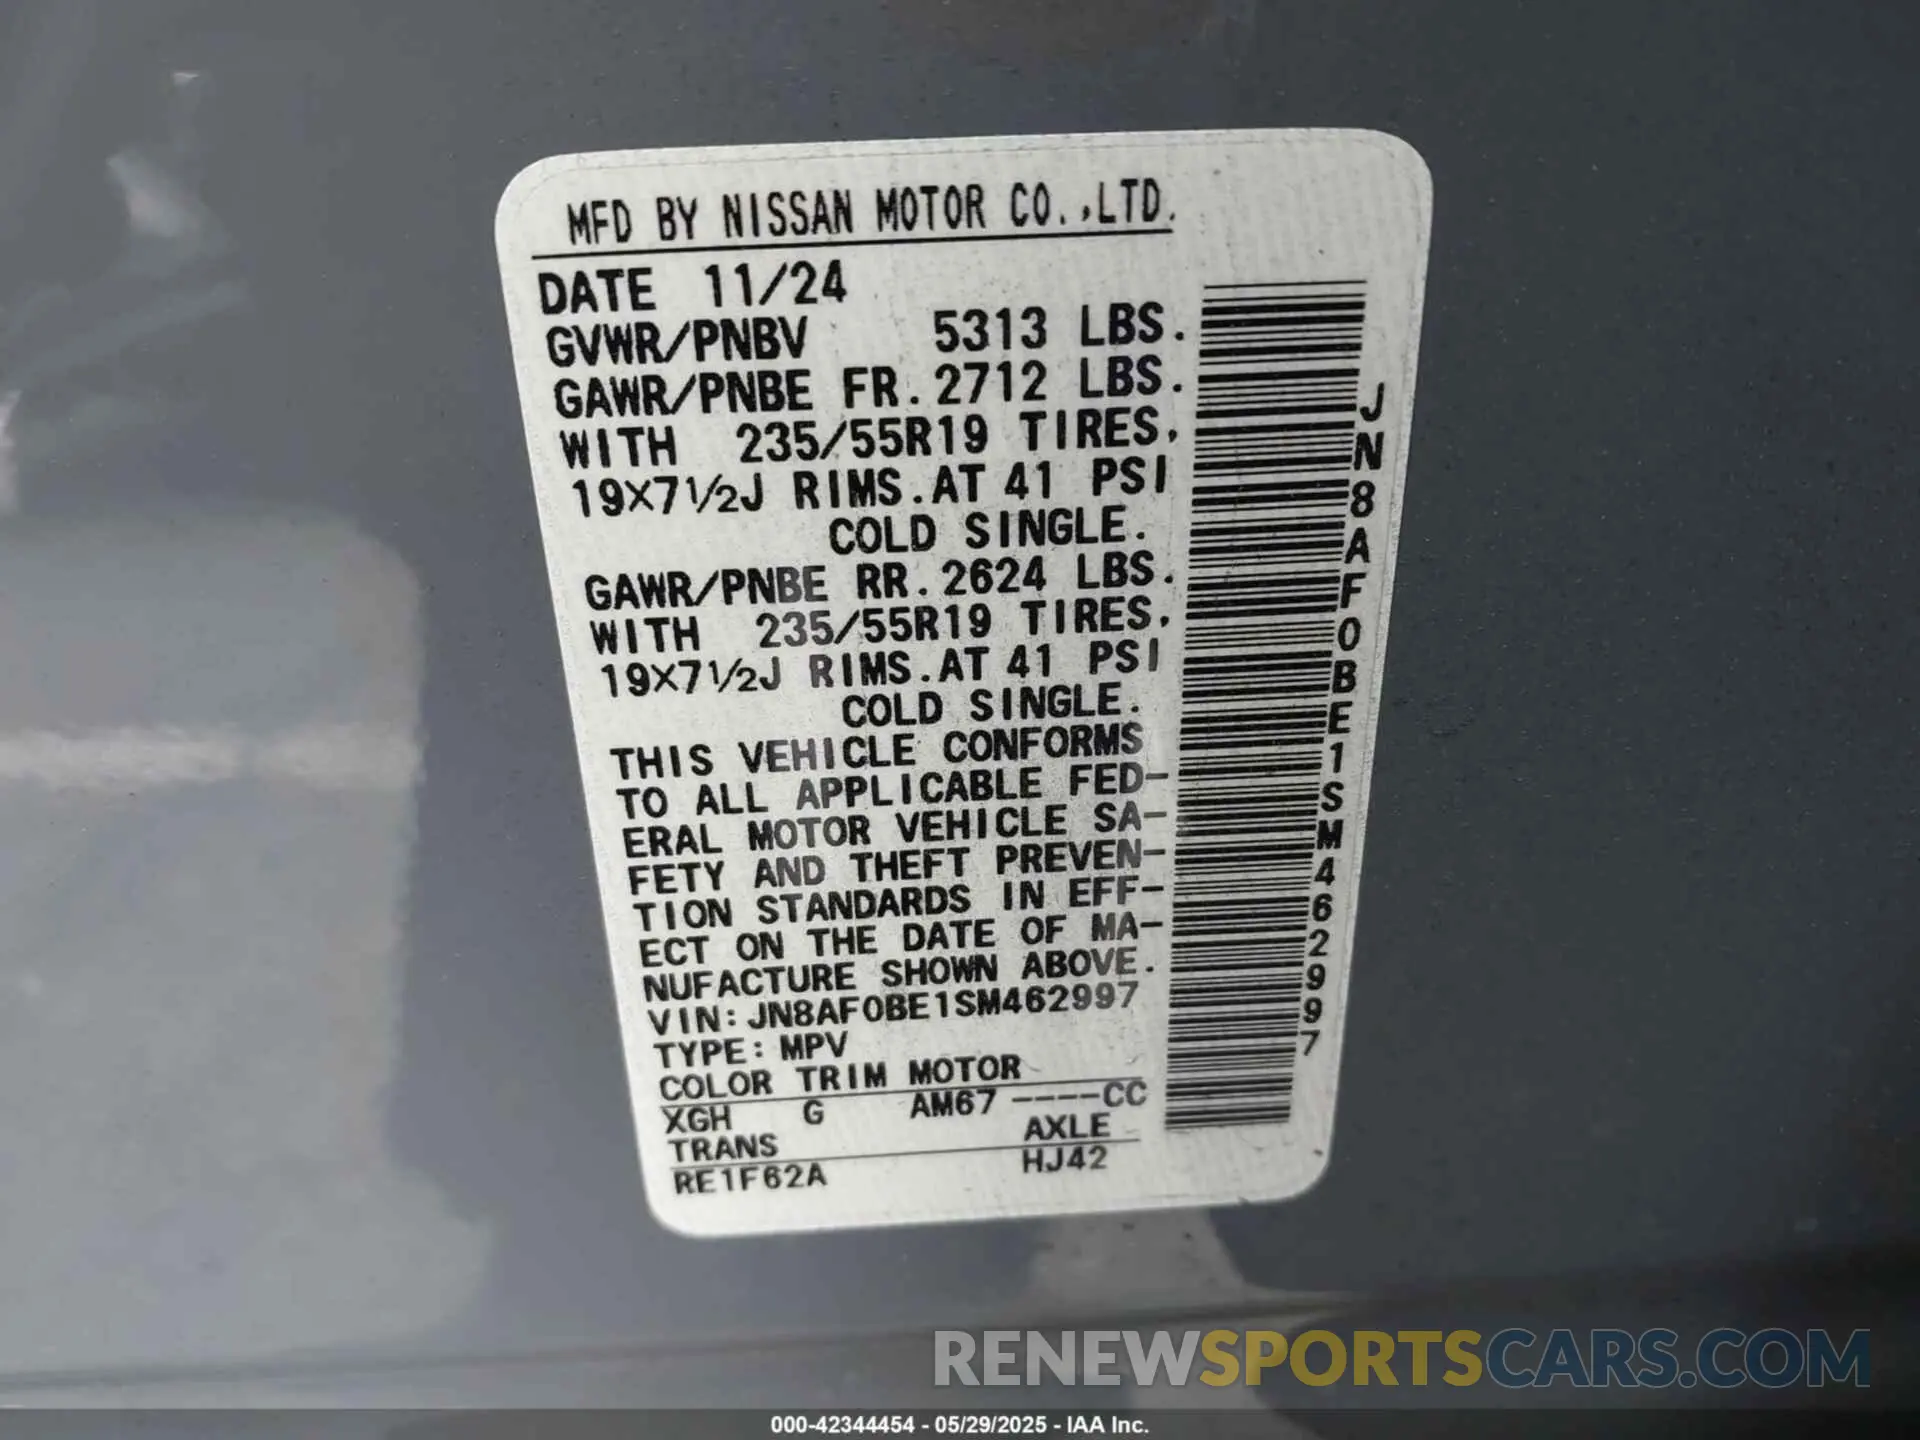 MFD BY NISSAN MOTOR CO.,LTD.
DATE 11/24
GVWR/PNBV 5313 LBS.
GAWR/PNBE FR. 2712 LBS.
WITH 235/55R19 TIRES,
19X7½J RIMS. AT 41 PSI
COLD SINGLE.
GAWR/PNBE RR. 2624 LBS.
WITH 235/55R19 TIRES,
19X7½J RIMS. AT 41 PSI
COLD SINGLE.
THIS VEHICLE CONFORMS
TO ALL APPLICABLE FED-
ERAL MOTOR VEHICLE SA-
FETY AND THEFT PREVEN-
TION STANDARDS IN EFF-
ECT ON THE DATE OF MA-
NUFACTURE SHOWN ABOVE.
VIN: JN8AF0BE1SM462997
TYPE: MPV
COLOR TRIM MOTOR
XGH G AM67 ----CC
TRANS AXLE
RE1F62A HJ42
JN8AF0BE1SM462997
RENEWSPORTSCARS.COM
000-42344454 - 05/29/2025 - IAA Inc.